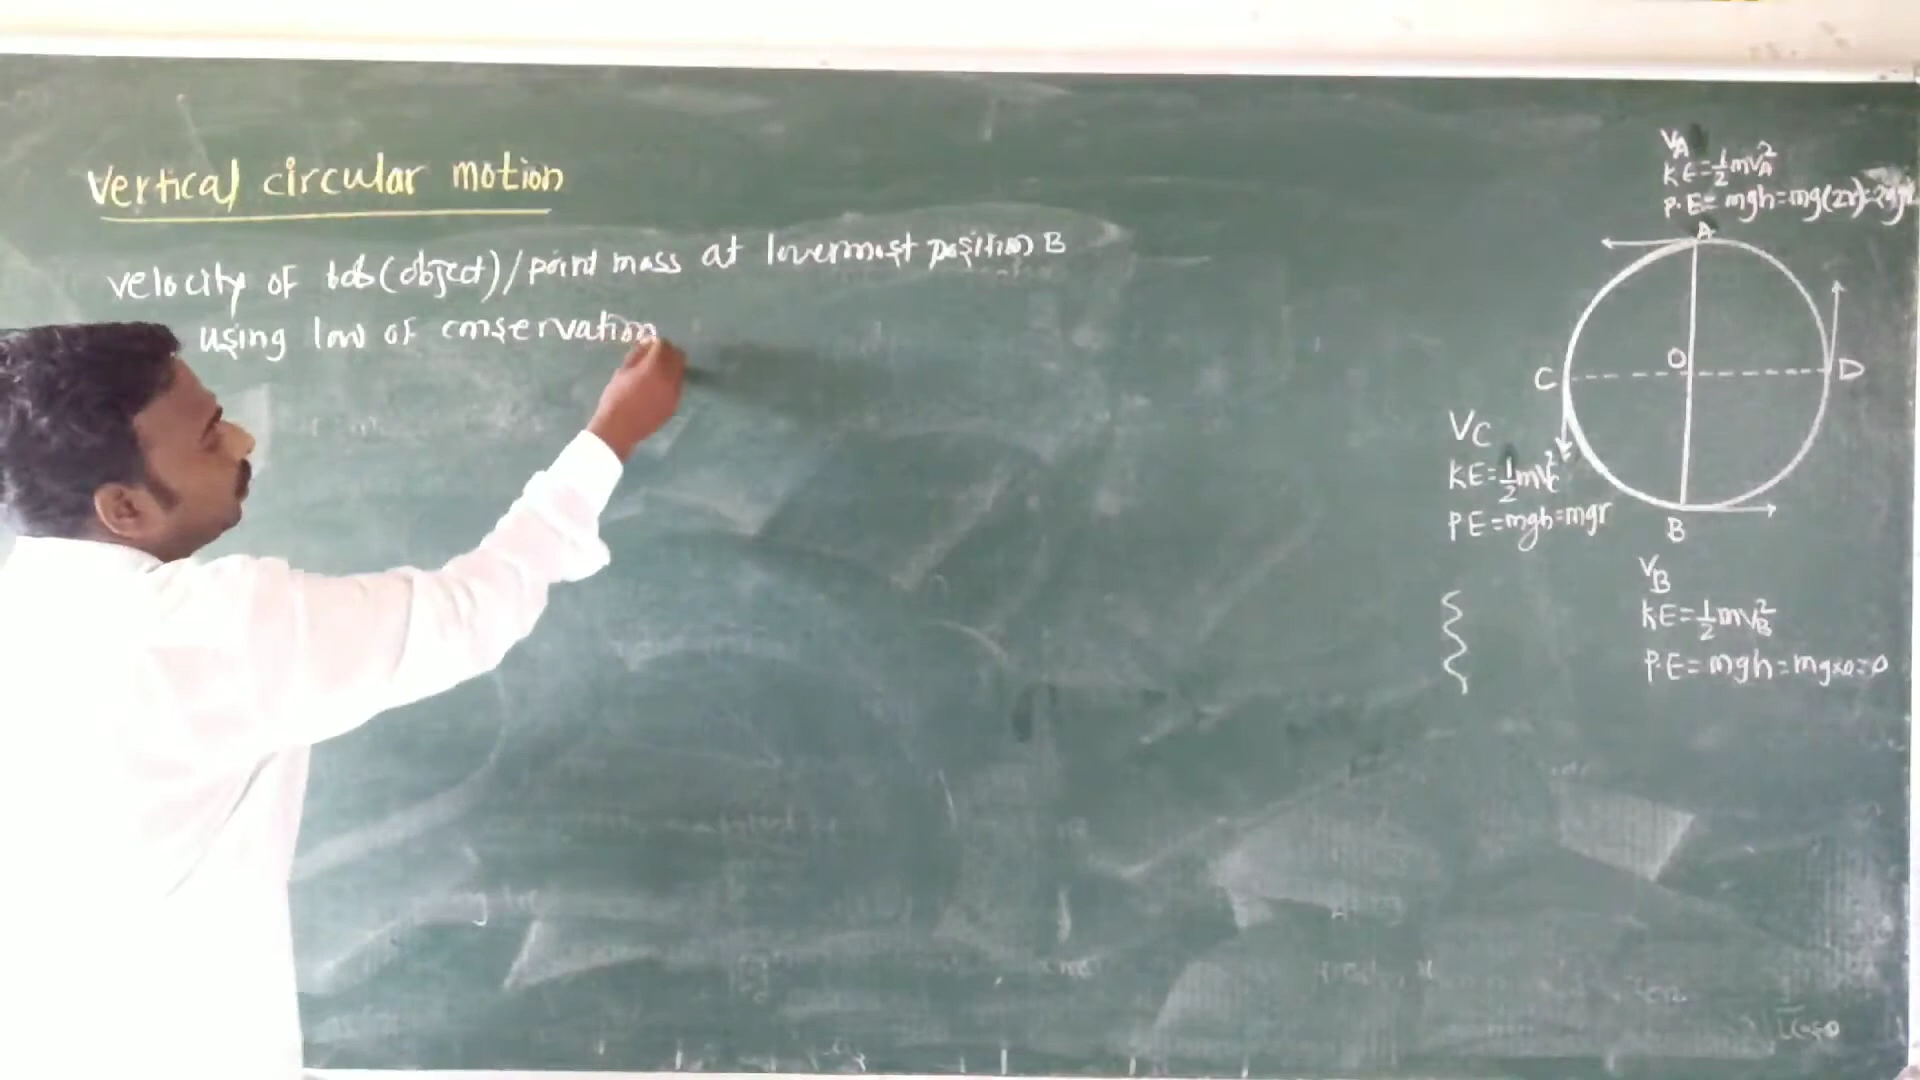 Vertical circular motion
velocity of bob(object)/point mass at lowermost position B
using law of conservation
VA
KE=½mVA²
P.E= mgh=mg(2r)=2mgr
A
O
C
D
VC
KE=½mVC²
PE=mgh=mgr
B
VB
KE=½mVB²
P.E= mgh=mg×0=0